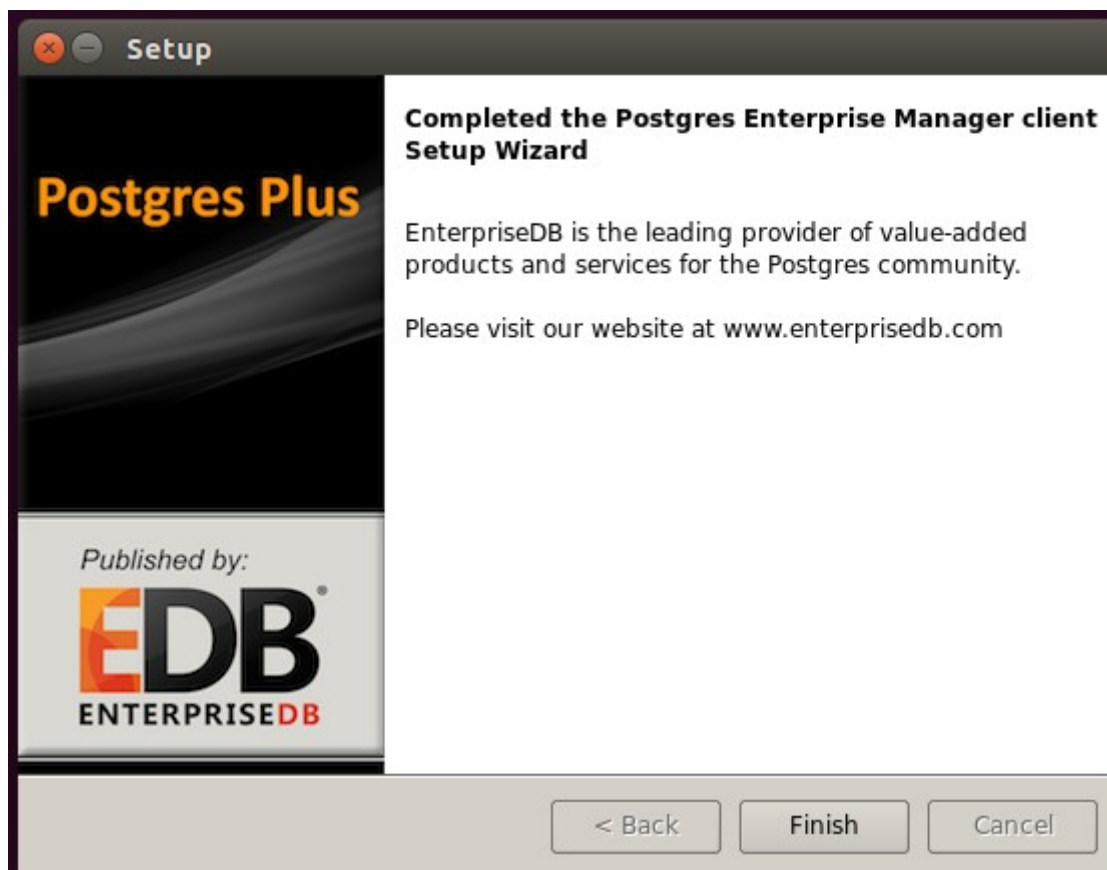 Setup
Postgres Plus
Completed the Postgres Enterprise Manager client
Setup Wizard
EnterpriseDB is the leading provider of value-added
products and services for the Postgres community.
Please visit our website at www.enterprisedb.com
Published by:
EDB®
ENTERPRISEDB
< Back
Finish
Cancel